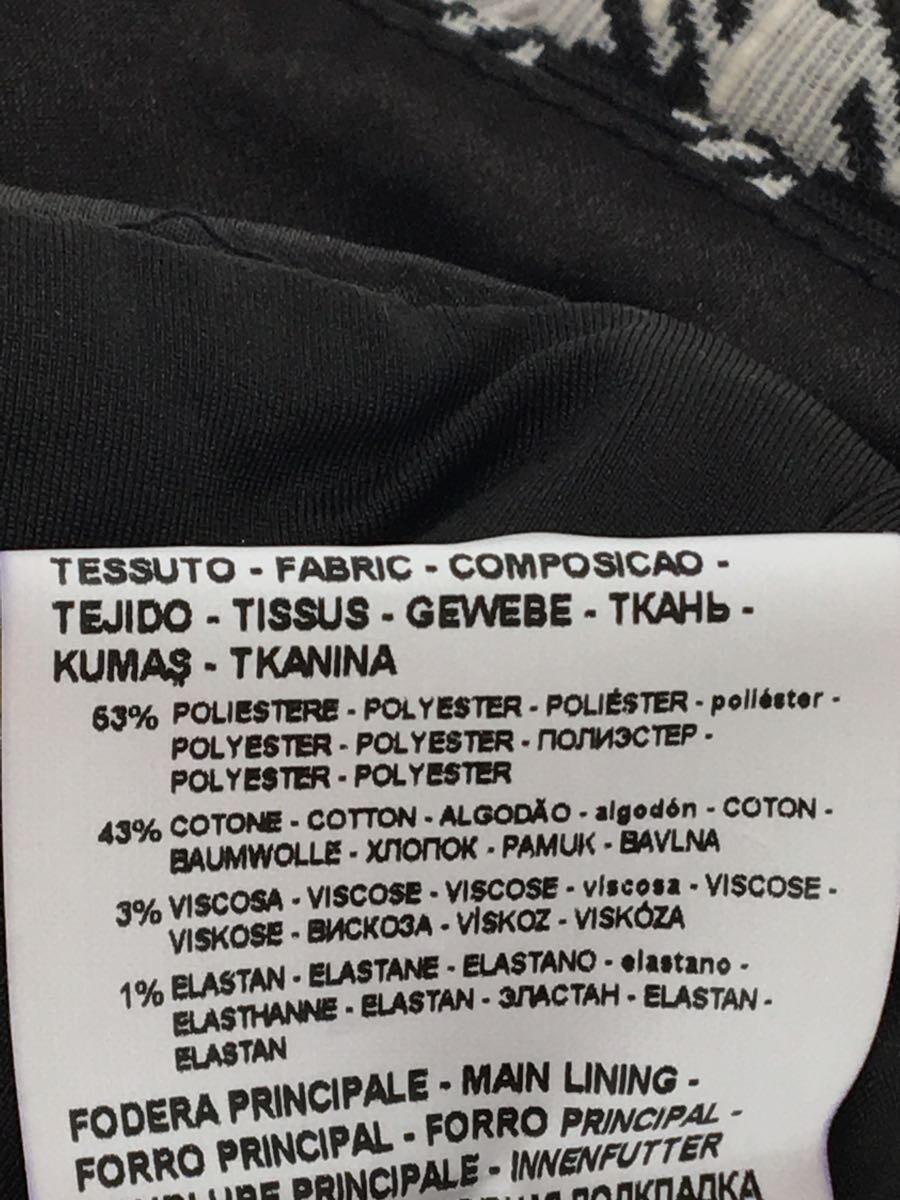 TESSUTO - FABRIC - COMPOSICAO -
TEJIDO - TISSUS - GEWEBE - ТКАНЬ -
KUMAŞ - TKANINA
53% POLIESTERE - POLYESTER - POLIÉSTER - poliéster -
POLYESTER - POLYESTER - ПОЛИЭСТЕР -
POLYESTER - POLYESTER
43% COTONE - COTTON - ALGODÃO - algodón - COTON -
BAUMWOLLE - ХЛОПОК - PAMUK - BAVLNA
3% VISCOSA - VISCOSE - VISCOSE - viscosa - VISCOSE -
VISKOSE - ВИСКОЗА - VİSKOZ - VISKÓZA
1% ELASTAN - ELASTANE - ELASTANO - elastano -
ELASTHANNE - ELASTAN - ЭЛАСТАН - ELASTAN -
ELASTAN
FODERA PRINCIPALE - MAIN LINING -
FORRO PRINCIPAL - FORRO PRINCIPAL -
PRINCIPALE - INNENFUTTER
ПОДКЛАДКА